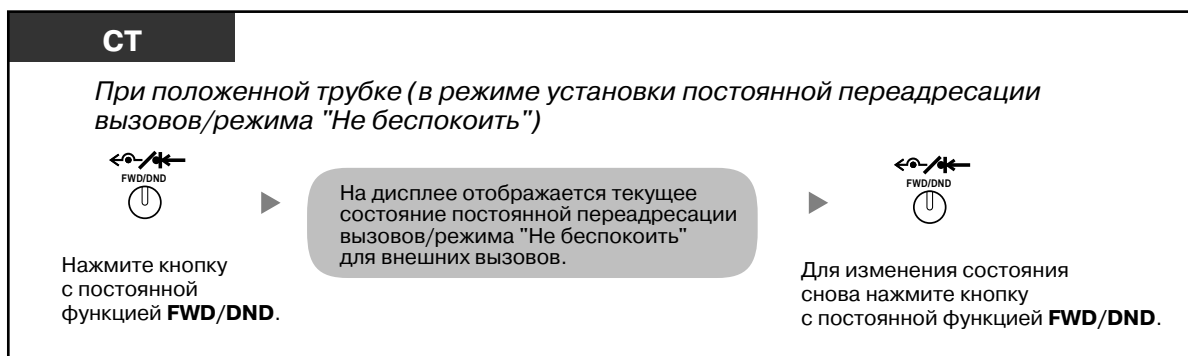 СТ
При положенной трубке (в режиме установки постоянной переадресации
вызовов/режима "Не беспокоить")
FWD/DND
Нажмите кнопку
с постоянной
функцией FWD/DND.
На дисплее отображается текущее
состояние постоянной переадресации
вызовов/режима "Не беспокоить"
для внешних вызовов.
FWD/DND
Для изменения состояния
снова нажмите кнопку
с постоянной функцией FWD/DND.